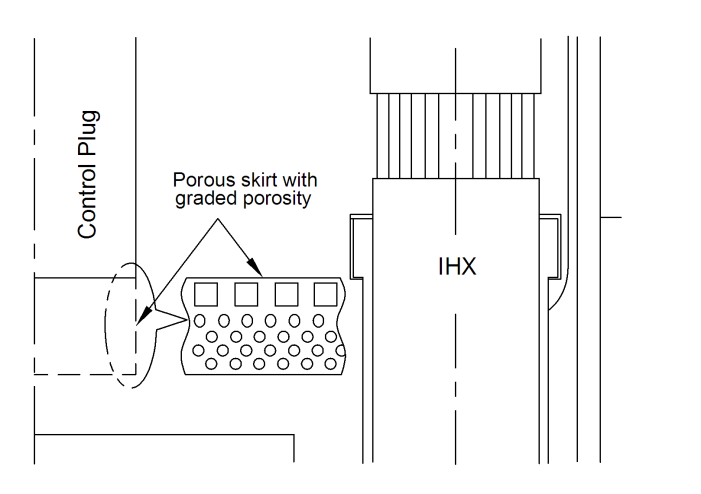 Control Plug
Porous skirt with
graded porosity
IHX